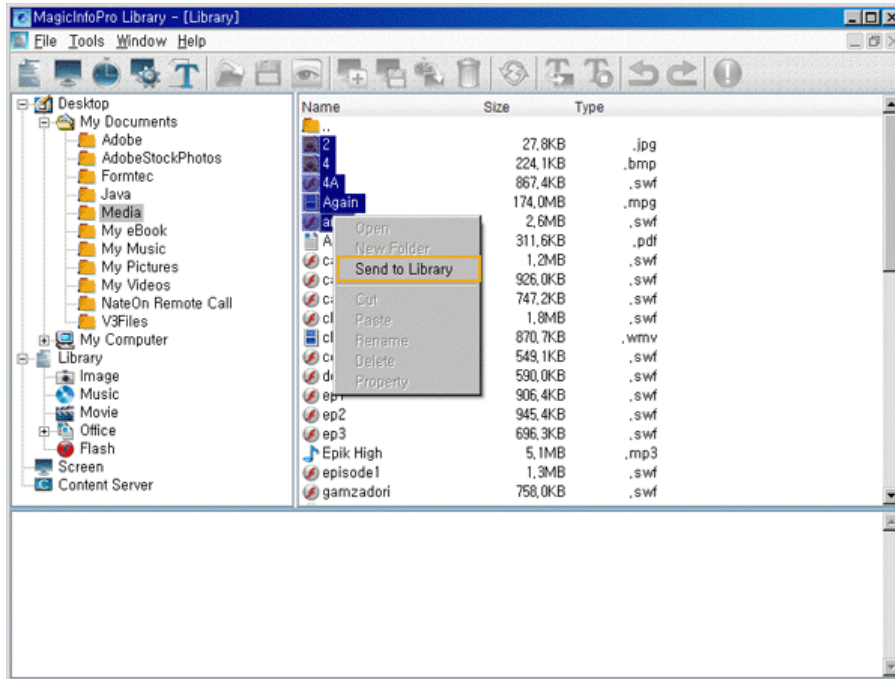 MagicInfoPro Library - [Library]
File Tools Window Help
Desktop
My Documents
Adobe
AdobeStockPhotos
Formtec
Java
Media
My eBook
My Music
My Pictures
My Videos
NateOn Remote Call
V3Files
My Computer
Library
Image
Music
Movie
Office
Flash
Screen
Content Server
Name Size Type
..
2 27,8KB .jpg
4 224,1KB .bmp
4A 867,4KB .swf
Again 174,0MB .mpg
2,6MB .swf
311,6KB .pdf
1,2MB .swf
926,0KB .swf
747,2KB .swf
1,8MB .swf
870,7KB .wmv
549,1KB .swf
590,0KB .swf
906,4KB .swf
ep2 945,4KB .swf
ep3 696,3KB .swf
Epik High 5,1MB .mp3
episode1 1,3MB .swf
gamzadori 758,0KB .swf
Open
New Folder
Send to Library
Cut
Paste
Rename
Delete
Property